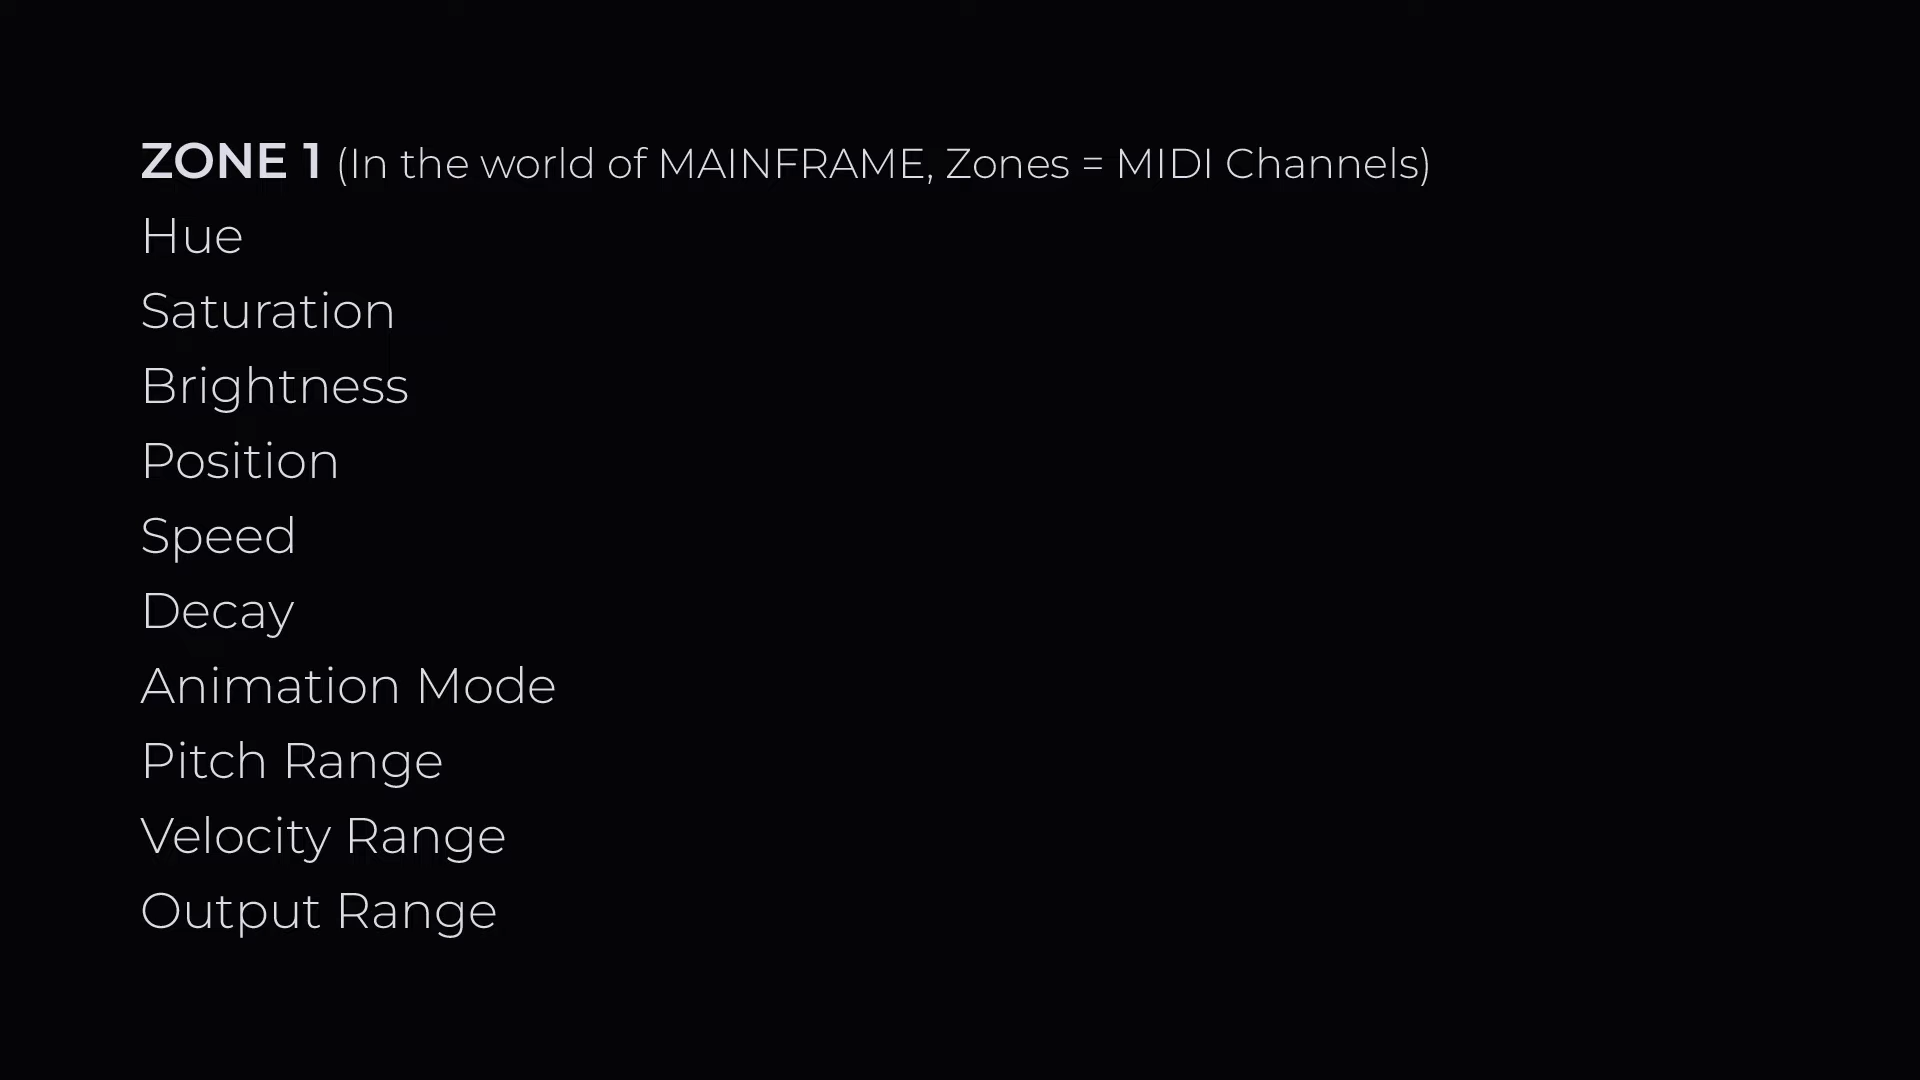 ZONE 1 (In the world of MAINFRAME, Zones = MIDI Channels)
Hue
Saturation
Brightness
Position
Speed
Decay
Animation Mode
Pitch Range
Velocity Range
Output Range